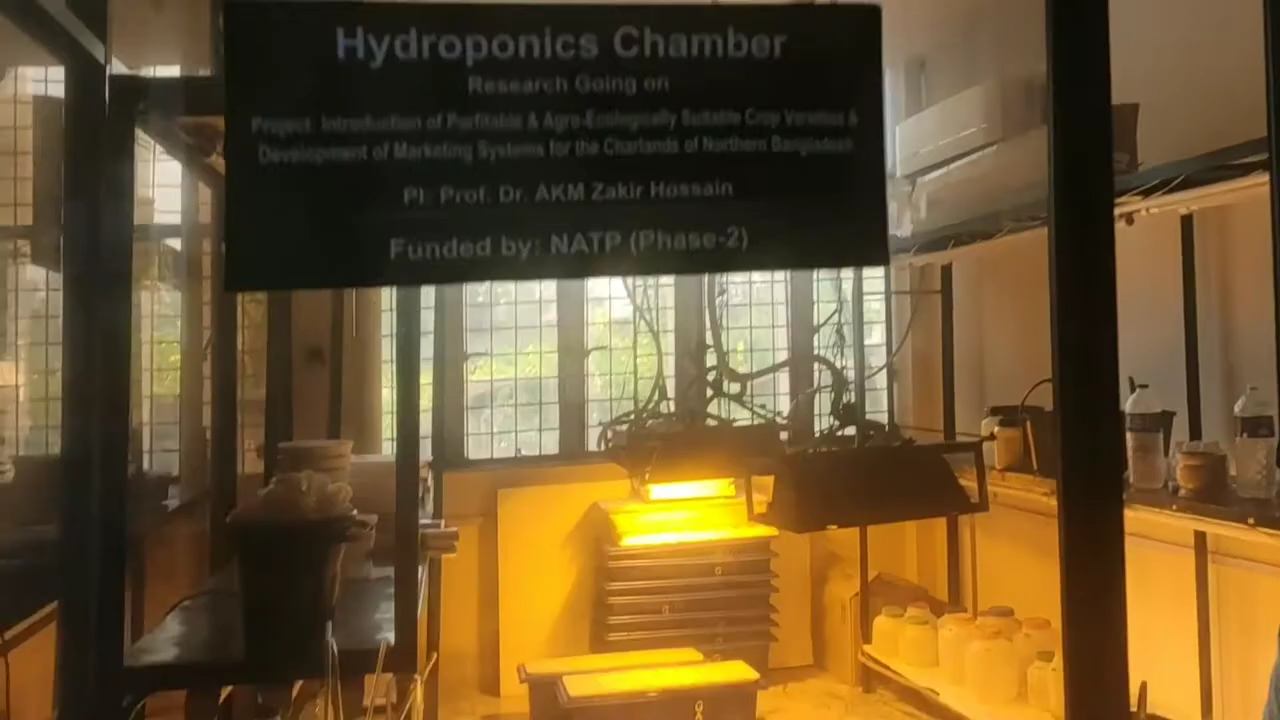 Hydroponics Chamber
Research Going on
Project: Introduction of Porfitable & Agro-Ecologically Suitable Crop Varieties &
Development of Marketing Systems for the Charlands of Northern Bangladesh
PI: Prof. Dr. AKM Zakir Hossain
Funded by: NATP (Phase-2)